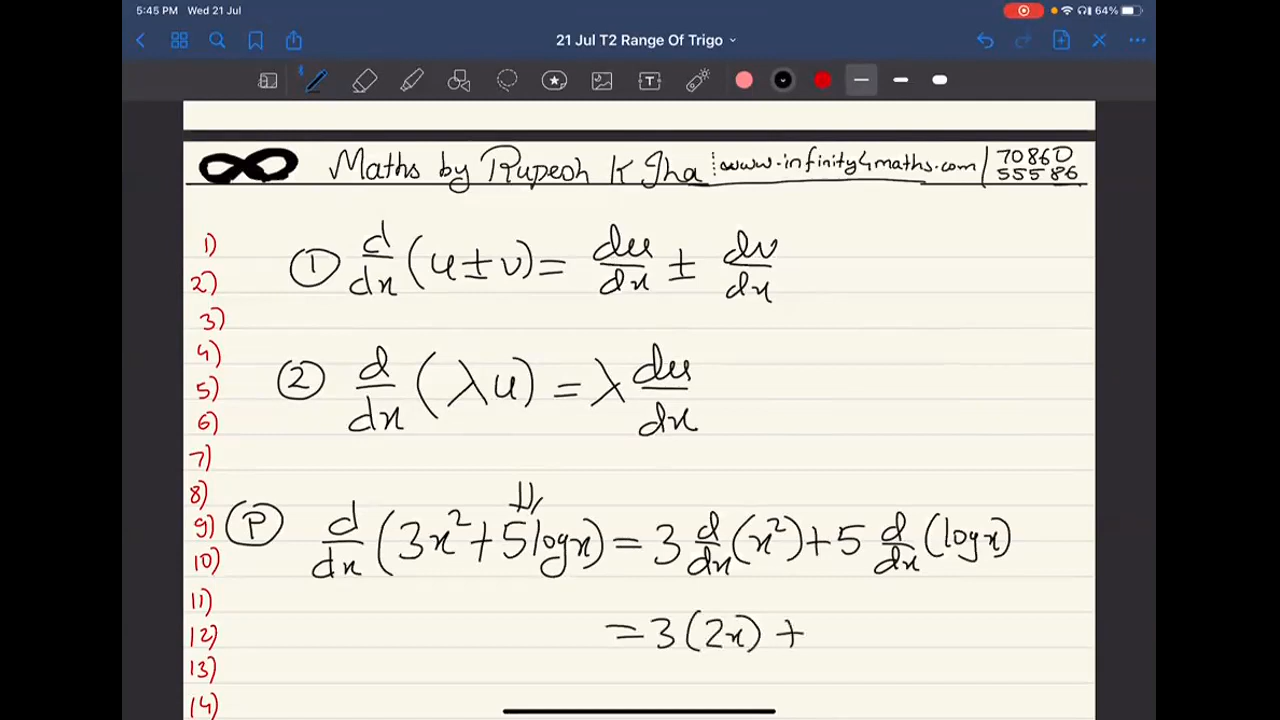 5:45 PM Wed 21 Jul 64%
21 Jul T2 Range Of Trigo
Maths by Rupesh K Jha www.infinity4maths.com / 70860 55586
1)
① d/dx (u ± v) = du/dx ± dv/dx
2)
3)
4)
② d/dx (λu) = λ du/dx
5)
6)
7)
8)
9)
Ⓟ d/dx (3x² + 5logx) = 3 d/dx (x²) + 5 d/dx (logx)
10)
11)
12) = 3(2x) +
13)
14)